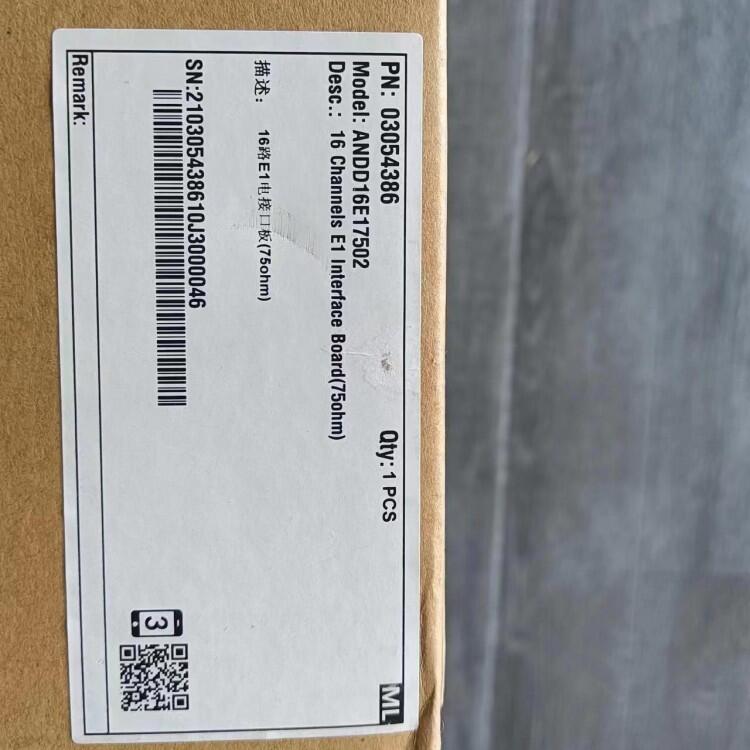 PN: 03054386
Qty: 1 PCS
ML
Model: ANDD16E17502
Desc.: 16 Channels E1 Interface Board(75ohm)
描述: 16路E1电接口板(75ohm)
SN:210305438610J3000046
3
Remark: